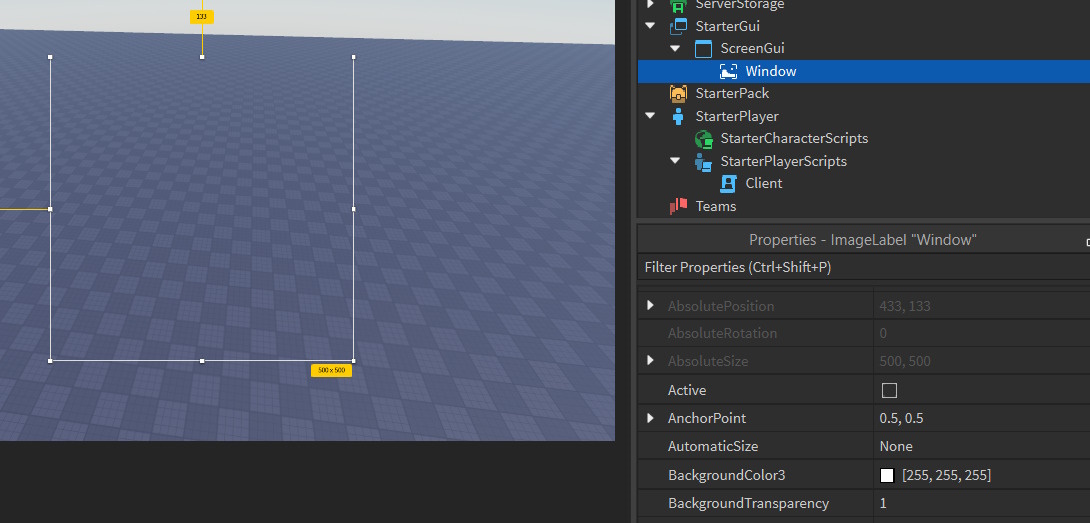 133
500 x 500
ServerStorage
StarterGui
ScreenGui
Window
StarterPack
StarterPlayer
StarterCharacterScripts
StarterPlayerScripts
Client
Teams
Properties - ImageLabel "Window"
Filter Properties (Ctrl+Shift+P)
AbsolutePosition 433, 133
AbsoluteRotation 0
AbsoluteSize 500, 500
Active
AnchorPoint 0.5, 0.5
AutomaticSize None
BackgroundColor3 [255, 255, 255]
BackgroundTransparency 1